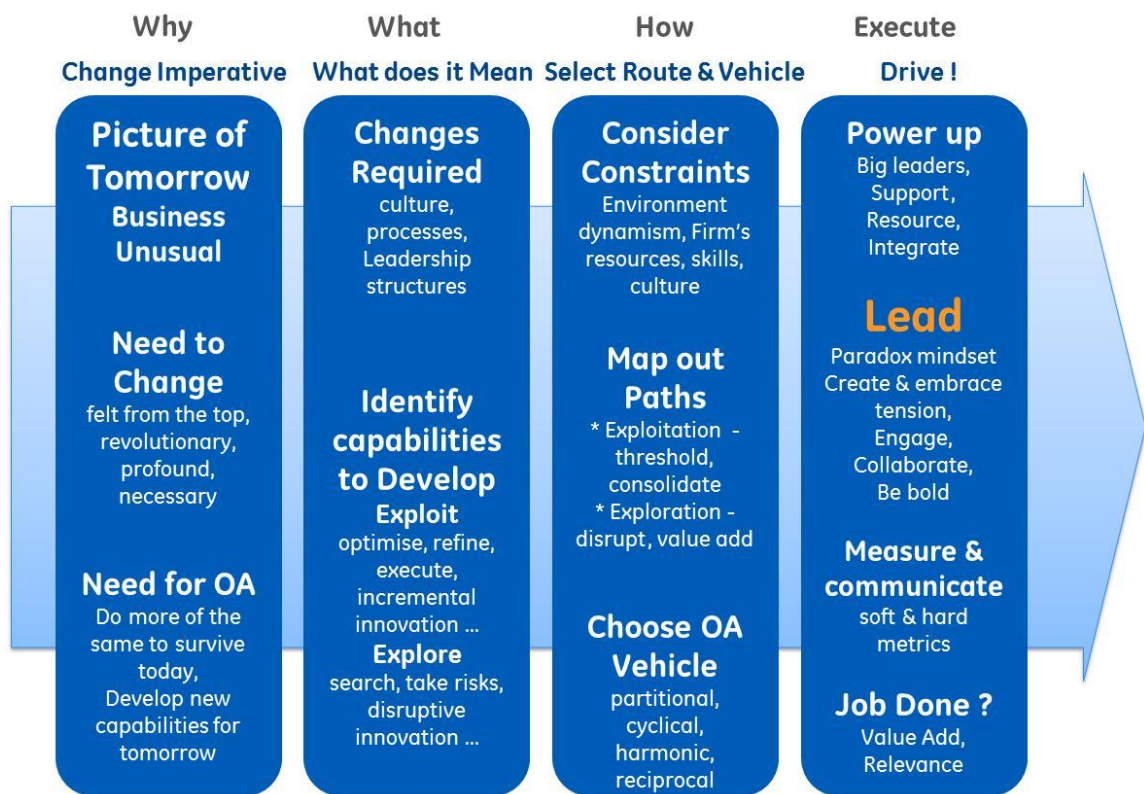 Why
Change Imperative
Picture of
Tomorrow
Business
Unusual
Need to
Change
felt from the top,
revolutionary,
profound,
necessary
Need for OA
Do more of the
same to survive
today,
Develop new
capabilities for
tomorrow
What
What does it Mean
Changes
Required
culture,
processes,
Leadership
structures
Identify
capabilities
to Develop
Exploit
optimise, refine,
execute,
incremental
innovation ...
Explore
search, take risks,
disruptive
innovation ...
How
Select Route & Vehicle
Consider
Constraints
Environment
dynamism, Firm's
resources, skills,
culture
Map out
Paths
* Exploitation -
threshold,
consolidate
* Exploration -
disrupt, value add
Choose OA
Vehicle
partitional,
cyclical,
harmonic,
reciprocal
Execute
Drive !
Power up
Big leaders,
Support,
Resource,
Integrate
Lead
Paradox mindset
Create & embrace
tension,
Engage,
Collaborate,
Be bold
Measure &
communicate
soft & hard
metrics
Job Done ?
Value Add,
Relevance